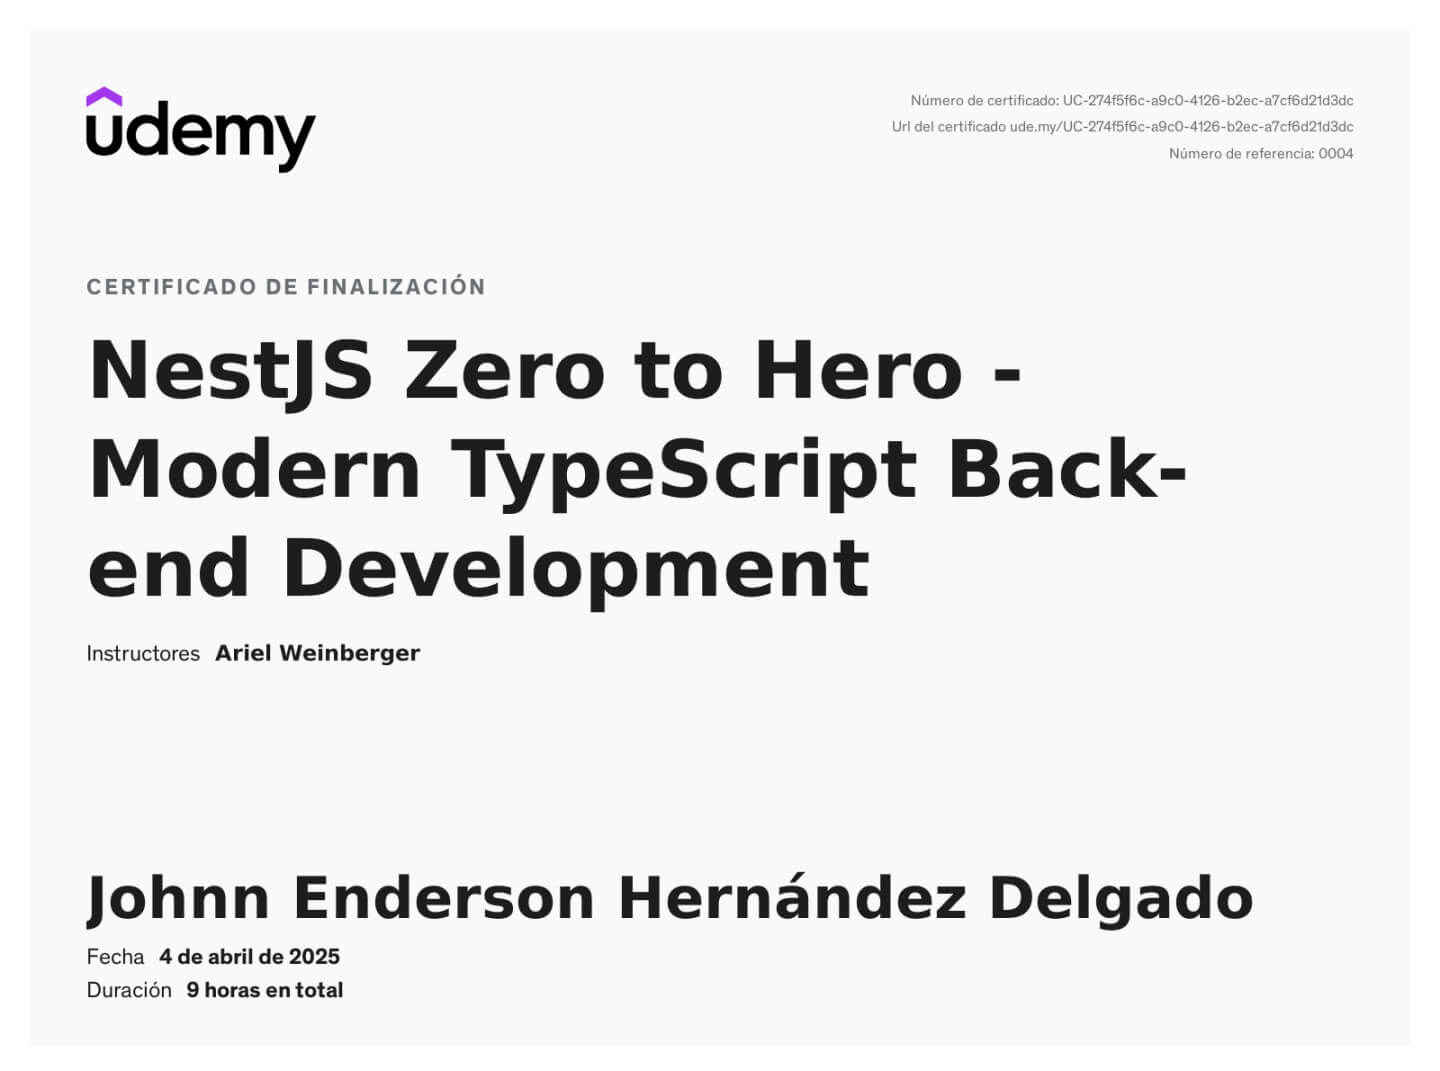 udemy
Número de certificado: UC-274f5f6c-a9c0-4126-b2ec-a7cf6d21d3dc
Url del certificado ude.my/UC-274f5f6c-a9c0-4126-b2ec-a7cf6d21d3dc
Número de referencia: 0004
CERTIFICADO DE FINALIZACIÓN
NestJS Zero to Hero -
Modern TypeScript Back-
end Development
Instructores Ariel Weinberger
Johnn Enderson Hernández Delgado
Fecha 4 de abril de 2025
Duración 9 horas en total